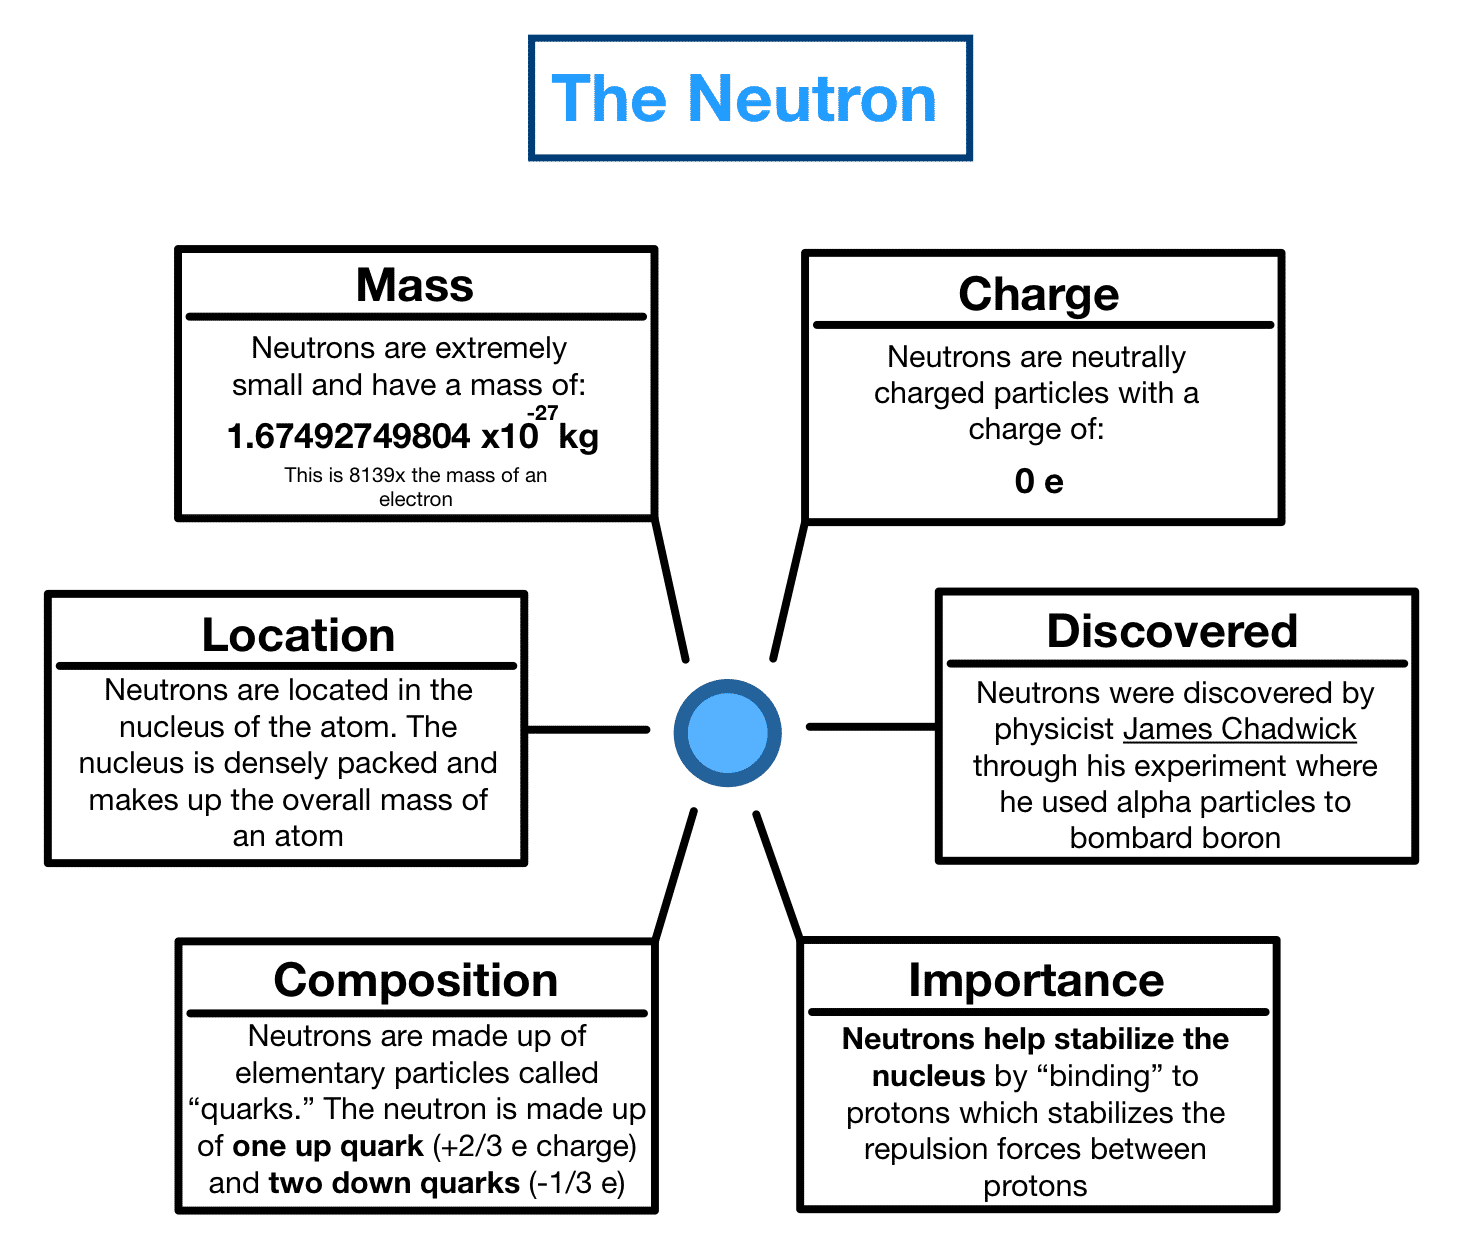 The Neutron
Mass
Neutrons are extremely
small and have a mass of:
1.67492749804 x10-27kg
This is 8139x the mass of an
electron
Charge
Neutrons are neutrally
charged particles with a
charge of:
0 e
Location
Neutrons are located in the
nucleus of the atom. The
nucleus is densely packed and
makes up the overall mass of
an atom
Discovered
Neutrons were discovered by
physicist James Chadwick
through his experiment where
he used alpha particles to
bombard boron
Composition
Neutrons are made up of
elementary particles called
“quarks.” The neutron is made up
of one up quark (+2/3 e charge)
and two down quarks (-1/3 e)
Importance
Neutrons help stabilize the
nucleus by “binding” to
protons which stabilizes the
repulsion forces between
protons